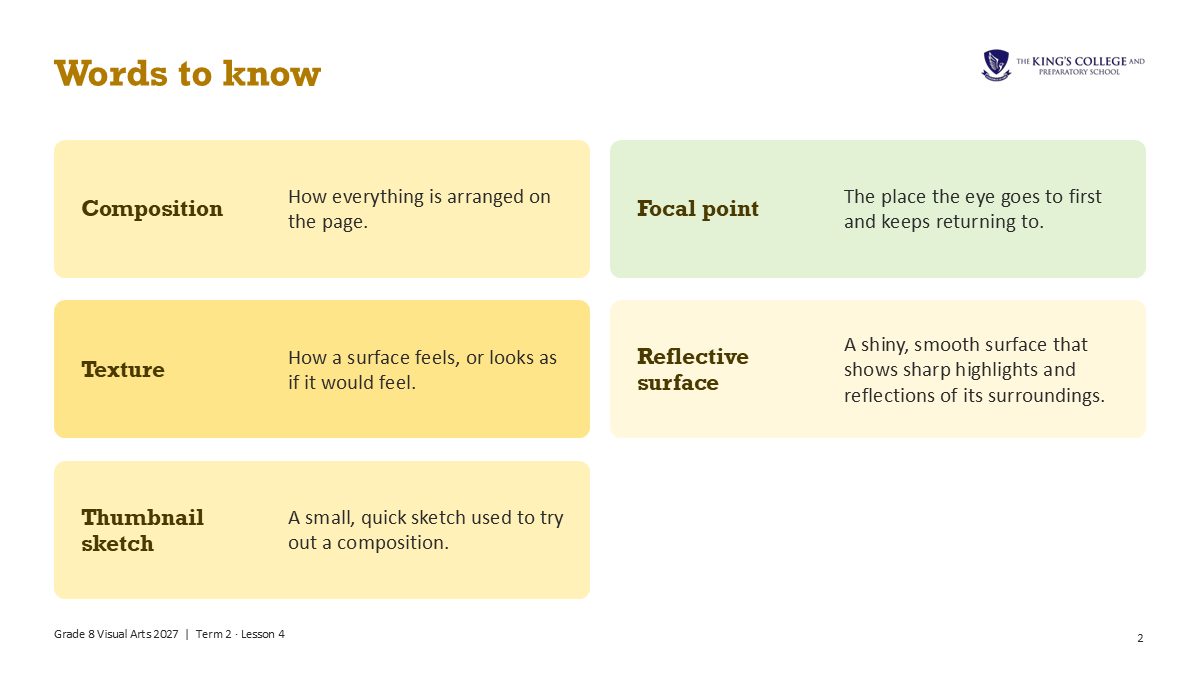 Words to know
THE KING'S COLLEGE AND
PREPARATORY SCHOOL
Composition
How everything is arranged on
the page.
Focal point
The place the eye goes to first
and keeps returning to.
Texture
How a surface feels, or looks as
if it would feel.
Reflective
surface
A shiny, smooth surface that
shows sharp highlights and
reflections of its surroundings.
Thumbnail
sketch
A small, quick sketch used to try
out a composition.
Grade 8 Visual Arts 2027 | Term 2 · Lesson 4
2